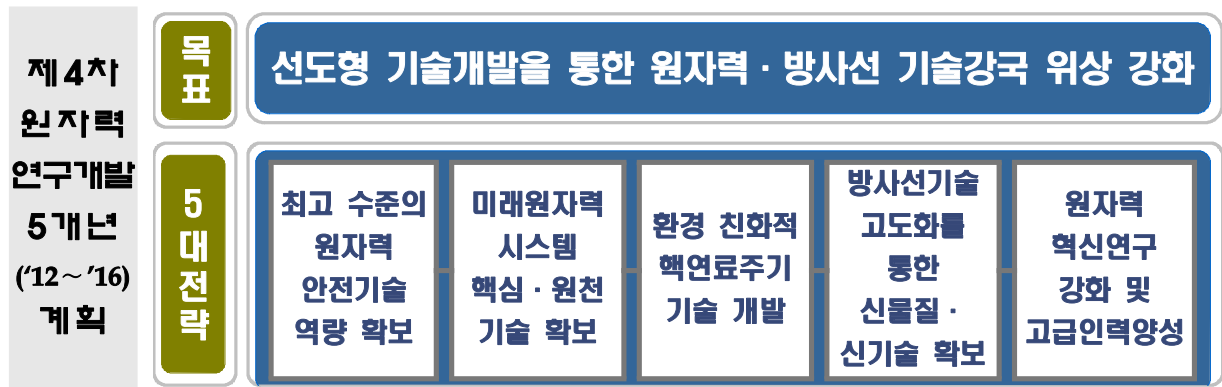 제4차
원자력
연구개발
5개년
(‘12～’16)
계획
목
표
선도형 기술개발을 통한 원자력·방사선 기술강국 위상 강화
5
대
전
략
최고 수준의
원자력
안전기술
역량 확보
미래원자력
시스템
핵심·원천
기술 확보
환경 친화적
핵연료주기
기술 개발
방사선기술
고도화를
통한
신물질·
신기술 확보
원자력
혁신연구
강화 및
고급인력양성